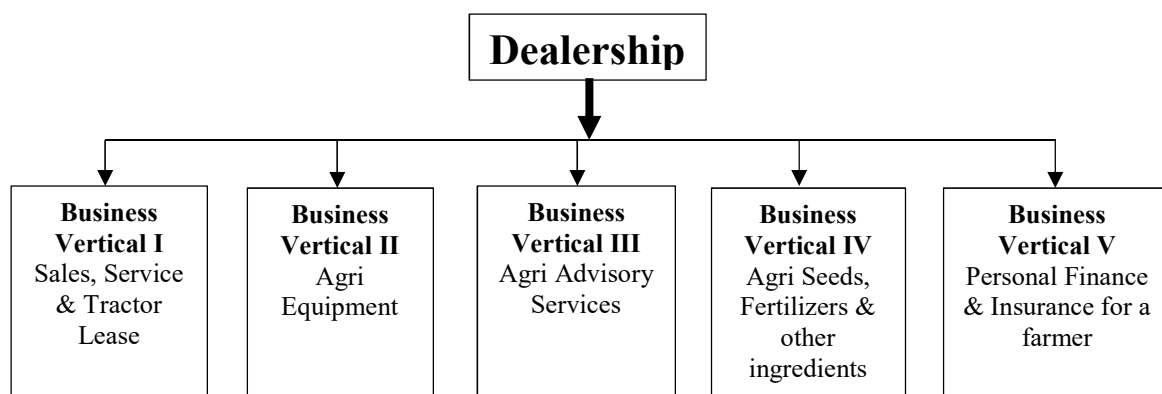 Dealership
Business
Vertical I
Sales, Service
& Tractor
Lease
Business
Vertical II
Agri
Equipment
Business
Vertical III
Agri Advisory
Services
Business
Vertical IV
Agri Seeds,
Fertilizers &
other
ingredients
Business
Vertical V
Personal Finance
& Insurance for a
farmer